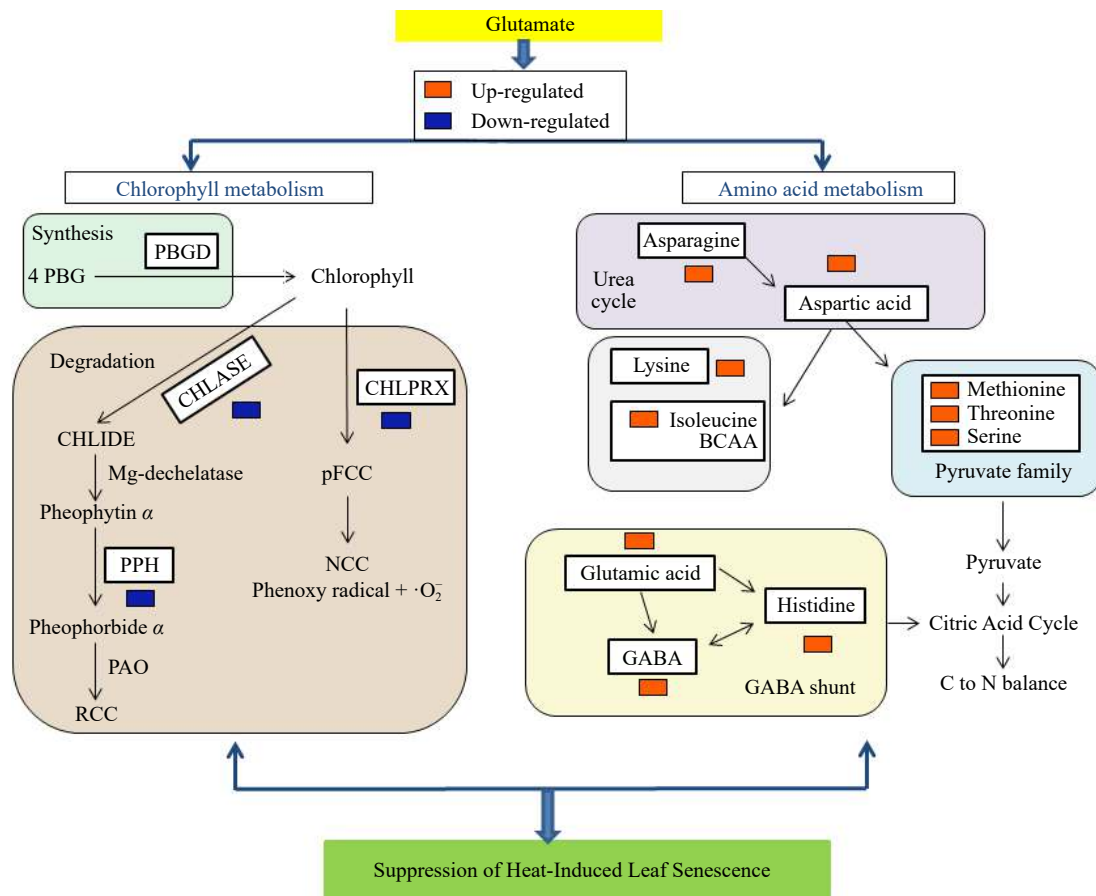 Glutamate
Up-regulated
Down-regulated
Chlorophyll metabolism
Synthesis
PBGD
4 PBG
Chlorophyll
Degradation
CHLASE
CHLPRX
CHLIDE
Mg-dechelatase
pFCC
Pheophytin α
PPH
NCC
Phenoxy radical + ·O₂⁻
Pheophorbide α
PAO
RCC
Amino acid metabolism
Asparagine
Urea
cycle
Aspartic acid
Lysine
Isoleucine
BCAA
Methionine
Threonine
Serine
Pyruvate family
Glutamic acid
Histidine
GABA
GABA shunt
Pyruvate
Citric Acid Cycle
C to N balance
Suppression of Heat-Induced Leaf Senescence